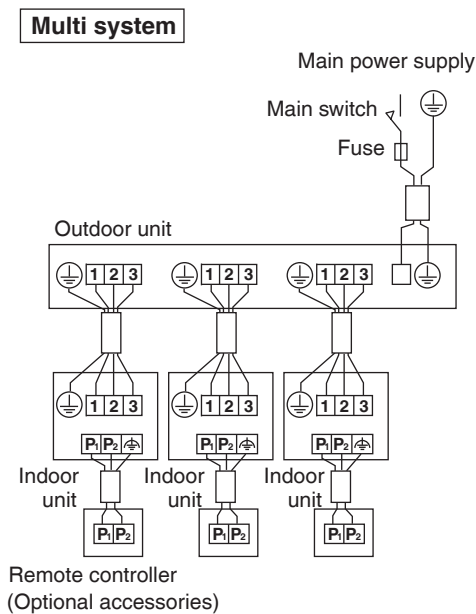 Multi system
Main power supply
Main switch
Fuse
Outdoor unit
1 2 3 1 2 3 1 2 3
1 2 3 1 2 3 1 2 3
P1 P2 P1 P2 P1 P2
Indoor unit
Indoor unit
Indoor unit
P1 P2 P1 P2 P1 P2
Remote controller
(Optional accessories)